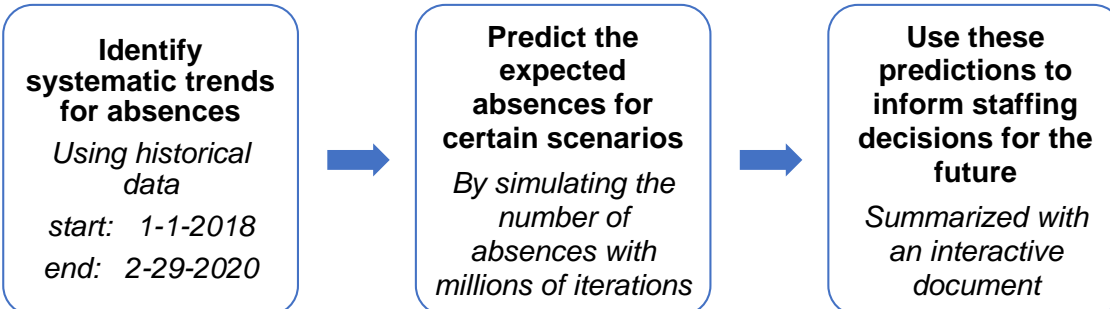 Identify
systematic trends
for absences
Using historical
data
start: 1-1-2018
end: 2-29-2020
Predict the
expected
absences for
certain scenarios
By simulating the
number of
absences with
millions of iterations
Use these
predictions to
inform staffing
decisions for the
future
Summarized with
an interactive
document